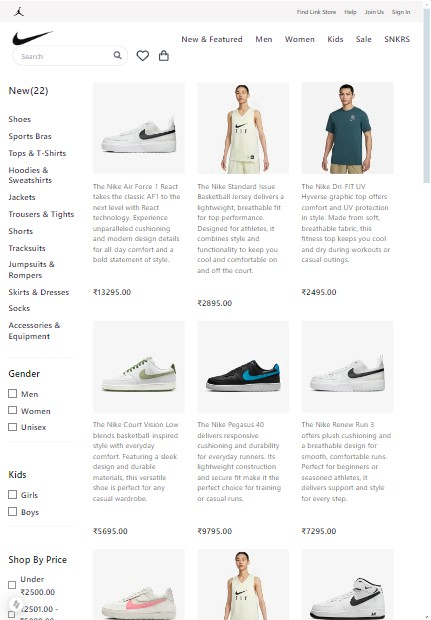 Find Link Store Help Join Us Sign In
New & Featured Men Women Kids Sale SNKRS
Search
New(22)
Shoes
Sports Bras
Tops & T-Shirts
Hoodies &
Sweatshirts
Jackets
Trousers & Tights
Shorts
Tracksuits
Jumpsuits &
Rompers
Skirts & Dresses
Socks
Accessories &
Equipment
Gender
Men
Women
Unisex
Kids
Girls
Boys
Shop By Price
Under
₹2500.00
₹2501.00 -
The Nike Air Force 1 React
takes the classic AF1 to the
next level with React
technology. Experience
unparalleled cushioning
and modern design details
for all-day comfort and a
bold statement of style.
₹13295.00
The Nike Standard Issue
Basketball Jersey delivers a
lightweight, breathable fit
for top performance.
Designed for athletes, it
combines style and
functionality to keep you
cool and comfortable on
and off the court.
₹2895.00
The Nike Dri-FIT UV
Hyverse graphic top offers
comfort and UV protection
in style. Made from soft,
breathable fabric, this
fitness top keeps you cool
and dry during workouts or
casual outings.
₹2495.00
The Nike Court Vision Low
blends basketball-inspired
style with everyday
comfort. Featuring a sleek
design and durable
materials, this versatile
shoe is perfect for any
casual wardrobe.
₹5695.00
The Nike Pegasus 40
delivers responsive
cushioning and durability
for everyday runners. Its
lightweight construction
and secure fit make it the
perfect choice for training
or casual runs.
₹9795.00
The Nike Renew Run 3
offers plush cushioning and
a breathable design for
smooth, comfortable runs.
Perfect for beginners or
seasoned athletes, it
delivers support and style
for every step.
₹7295.00